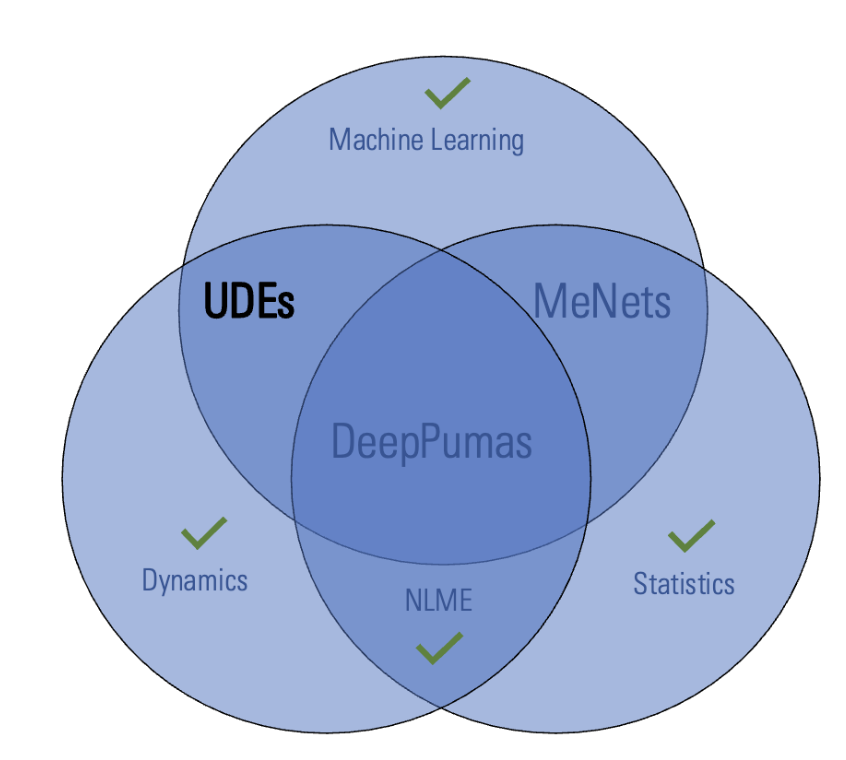 Machine Learning
UDEs
MeNets
DeepPumas
Dynamics
NLME
Statistics